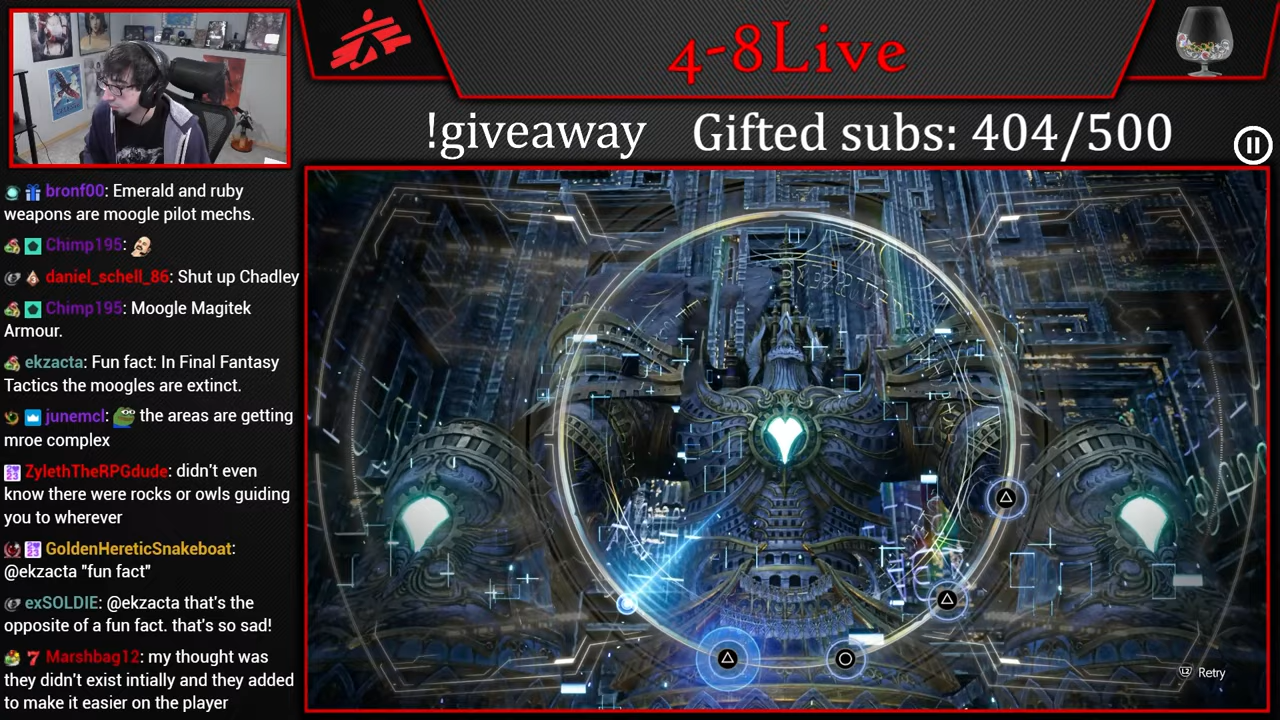 4-8Live
!giveaway Gifted subs: 404/500
bronf00: Emerald and ruby
weapons are moogle pilot mechs.
Chimp195:
daniel_schell_86: Shut up Chadley
Chimp195: Moogle Magitek
Armour.
ekzacta: Fun fact: In Final Fantasy
Tactics the moogles are extinct.
junemcl: the areas are getting
mroe complex
ZylethTheRPGdude: didn't even
know there were rocks or owls guiding
you to wherever
GoldenHereticSnakeboat:
@ekzacta "fun fact"
exSOLDIE: @ekzacta that's the
opposite of a fun fact. that's so sad!
Marshbag12: my thought was
they didn't exist intially and they added
to make it easier on the player
L2 Retry